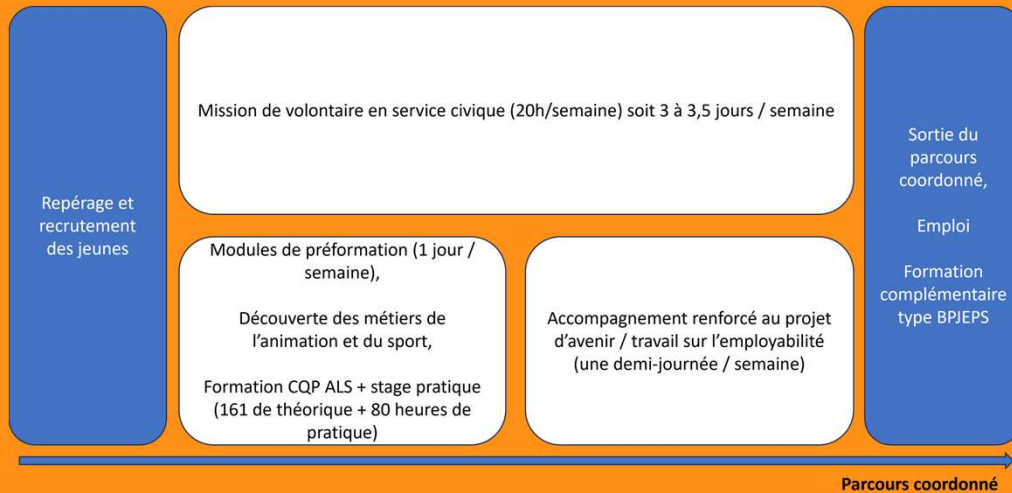 Repérage et
recrutement
des jeunes
Mission de volontaire en service civique (20h/semaine) soit 3 à 3,5 jours / semaine
Modules de préformation (1 jour /
semaine),
Découverte des métiers de
l’animation et du sport,
Formation CQP ALS + stage pratique
(161 de théorique + 80 heures de
pratique)
Accompagnement renforcé au projet
d’avenir / travail sur l’employabilité
(une demi-journée / semaine)
Sortie du
parcours
coordonné,
Emploi
Formation
complémentaire
type BPJEPS
Parcours coordonné